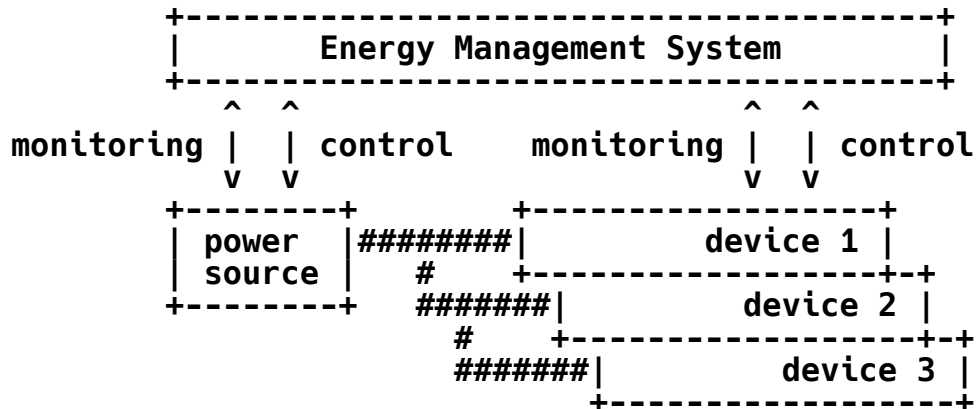 Energy Management System
monitoring control monitoring control
power device 1
source
device 2
device 3